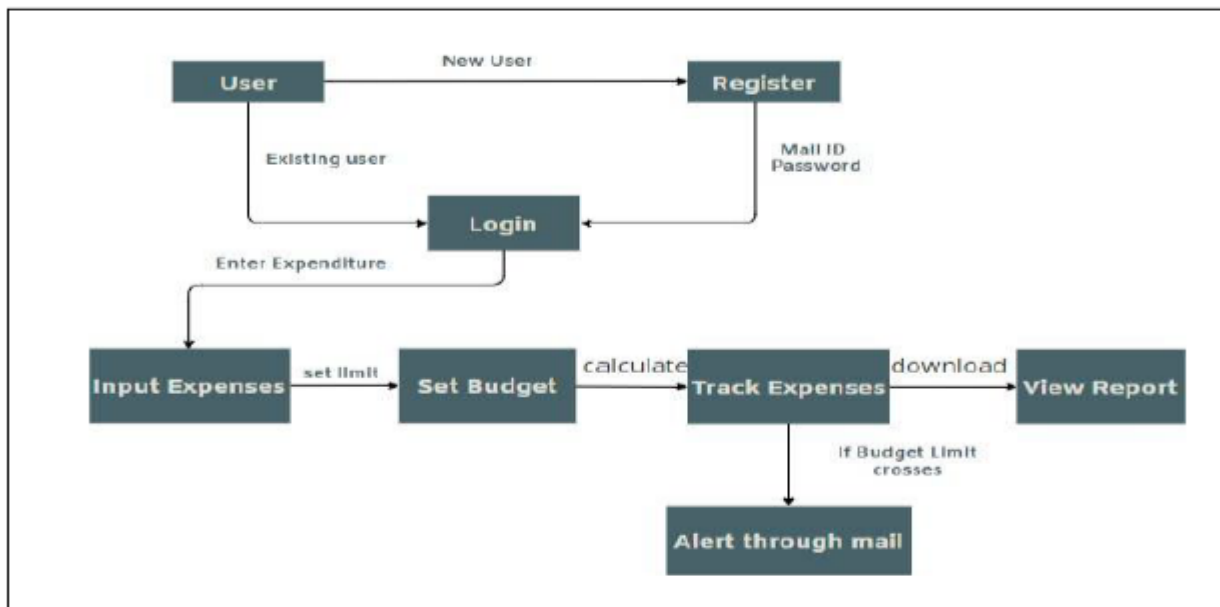 New User
User
Register
Existing user
Mail ID
Password
Login
Enter Expenditure
Input Expenses
set limit
Set Budget
calculate
Track Expenses
download
View Report
If Budget Limit
crosses
Alert through mail